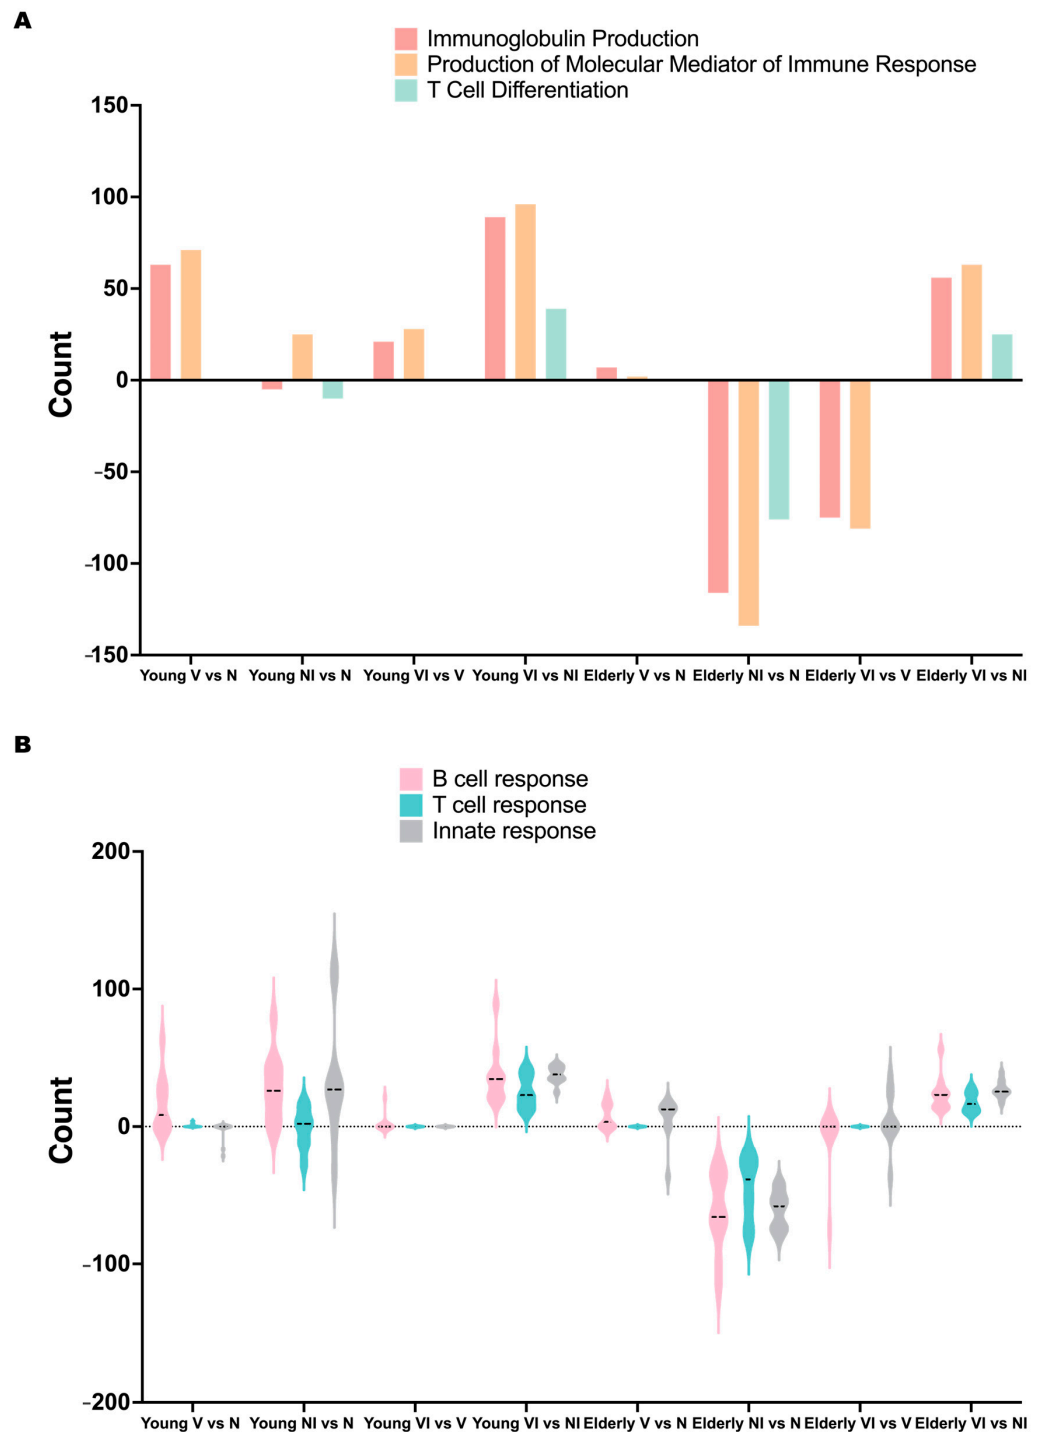 A
Immunoglobulin Production
Production of Molecular Mediator of Immune Response
T Cell Differentiation
150
100
50
0
-50
-100
-150
Count
Young V vs N Young NI vs N Young VI vs V Young VI vs NI Elderly V vs N Elderly NI vs N Elderly VI vs V Elderly VI vs NI
B
B cell response
T cell response
Innate response
200
100
0
-100
-200
Count
Young V vs N Young NI vs N Young VI vs V Young VI vs NI Elderly V vs N Elderly NI vs N Elderly VI vs V Elderly VI vs NI